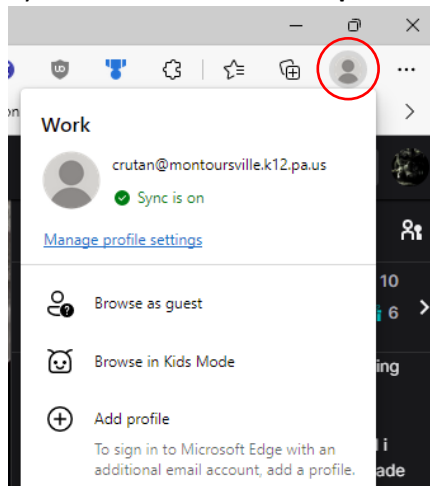 Work
crutan@montoursville.k12.pa.us
Sync is on
Manage profile settings
10
6
Browse as guest
Browse in Kids Mode
ing
Add profile
To sign in to Microsoft Edge with an
additional email account, add a profile.
i
ade